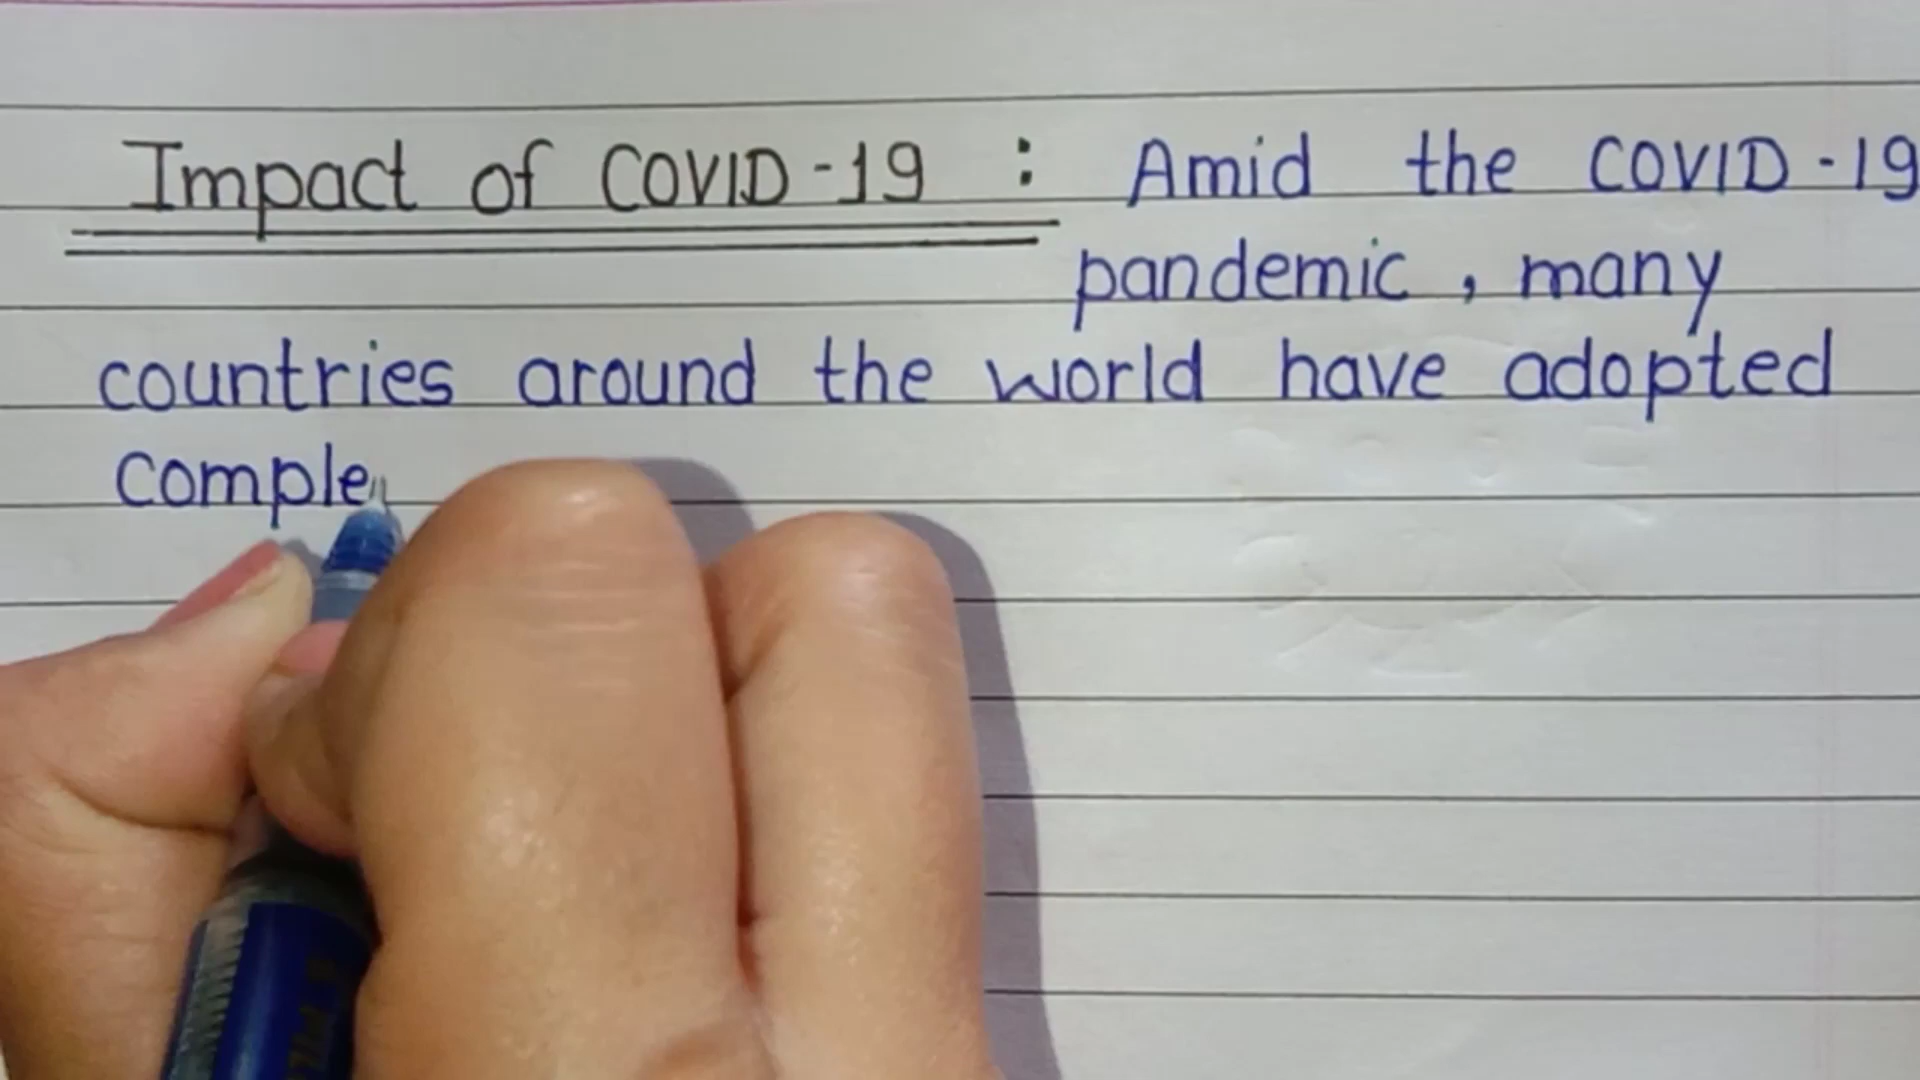 Impact of COVID-19 : Amid the COVID-19
pandemic, many
countries around the world have adopted
comple